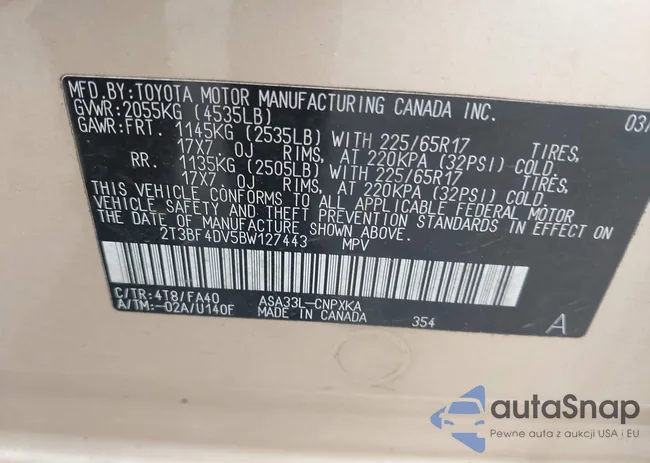 MFD.BY:TOYOTA MOTOR MANUFACTURING CANADA INC.
GVWR:2055KG (4535LB) 03/
GAWR:FRT. 1145KG (2535LB) WITH 225/65R17 TIRES,
17X7 OJ RIMS, AT 220KPA (32PSI) COLD.
RR. 1135KG (2505LB) WITH 225/65R17 TIRES,
17X7 OJ RIMS, AT 220KPA (32PSI) COLD.
THIS VEHICLE CONFORMS TO ALL APPLICABLE FEDERAL MOTOR
VEHICLE SAFETY AND THEFT PREVENTION STANDARDS IN EFFECT ON
THE DATE OF MANUFACTURE SHOWN ABOVE.
2T3BF4DV5BW127443 MPV
C/TR:4T8/FA40 ASA33L-CNPXKA
A/TM:-02A/U140F MADE IN CANADA 354 A
autaSnap
Pewne auta z aukcji USA i EU